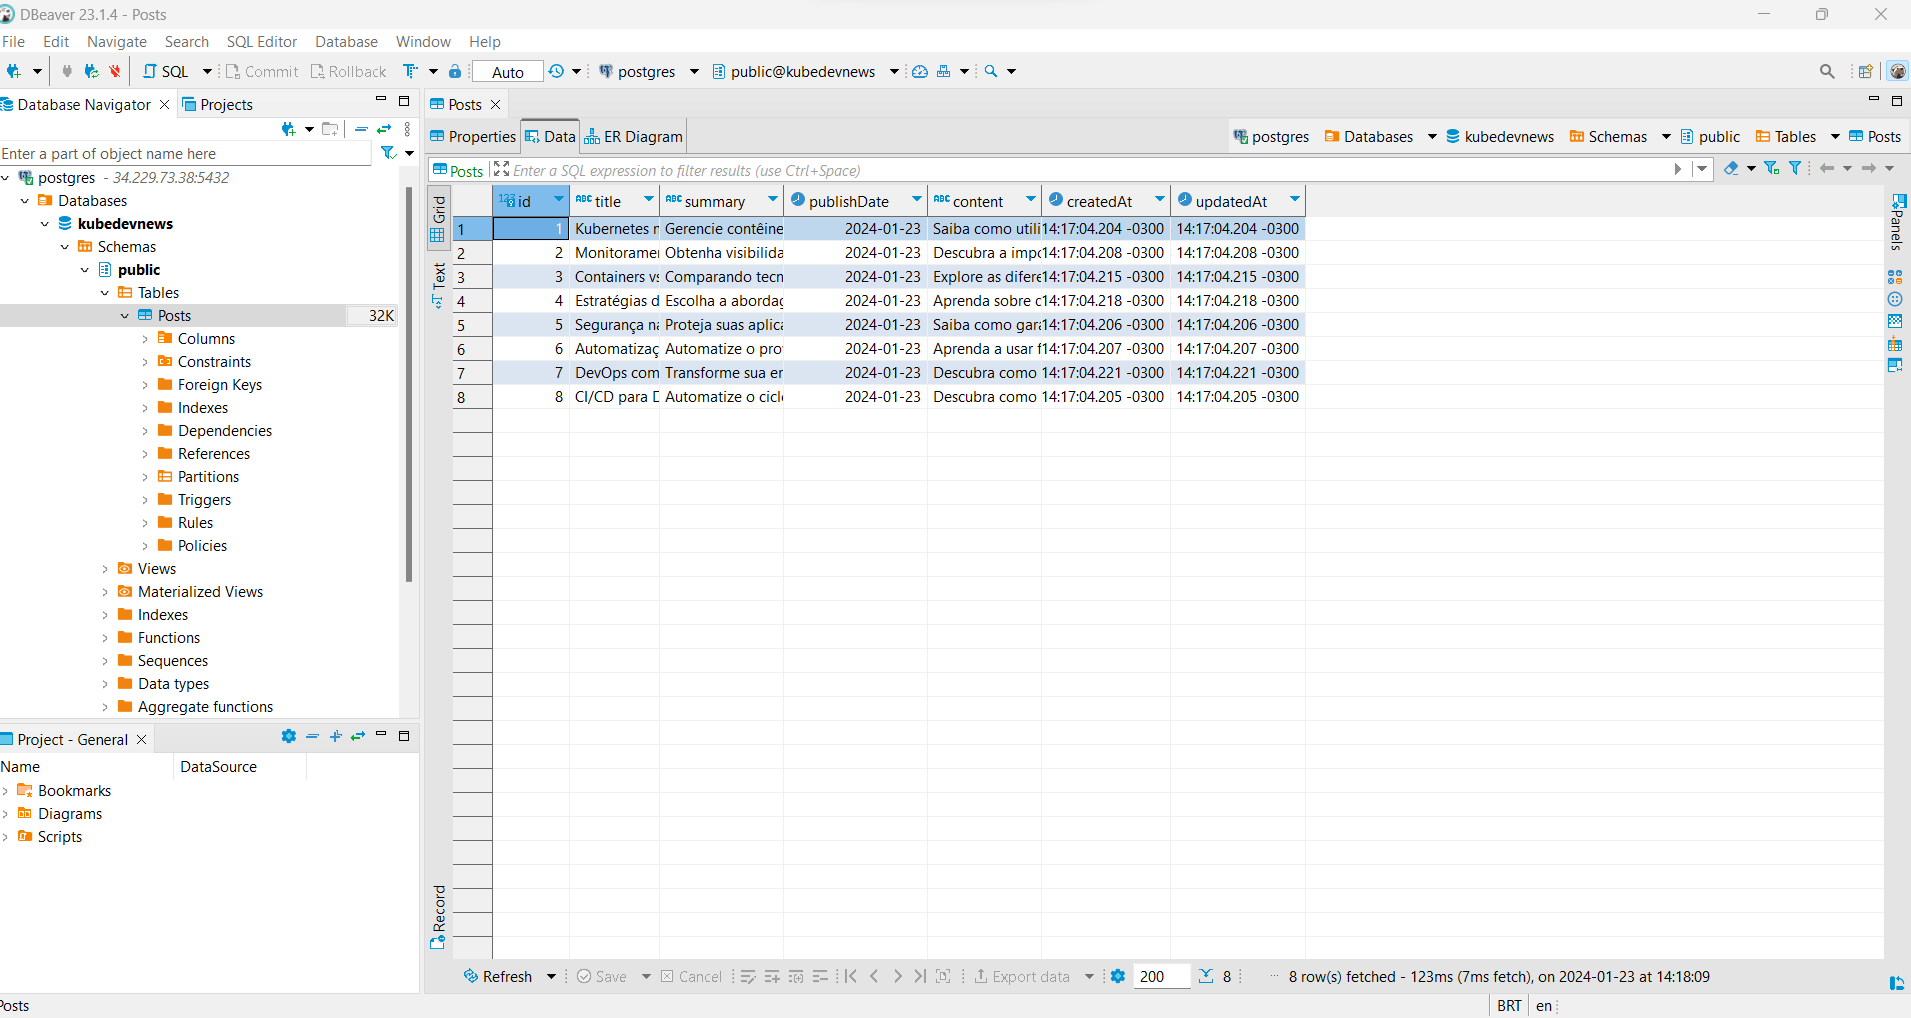 DBeaver 23.1.4 - Posts
File Edit Navigate Search SQL Editor Database Window Help
SQL Commit Rollback Auto postgres public@kubedevnews
Database Navigator Projects
Enter a part of object name here
postgres - 34.229.73.38:5432
Databases
kubedevnews
Schemas
public
Tables
Posts 32K
Columns
Constraints
Foreign Keys
Indexes
Dependencies
References
Partitions
Triggers
Rules
Policies
Views
Materialized Views
Indexes
Functions
Sequences
Data types
Aggregate functions
Project - General
Name DataSource
Bookmarks
Diagrams
Scripts
Posts
Properties Data ER Diagram postgres Databases kubedevnews Schemas public Tables Posts
Posts Enter a SQL expression to filter results (use Ctrl+Space)
Grid
Text
Record
Panels
123 id ABC title ABC summary publishDate ABC content createdAt updatedAt
1 1 Kubernetes Gerencie contêine 2024-01-23 Saiba como utili 14:17:04.204 -0300 14:17:04.204 -0300
2 2 Monitorame Obtenha visibilida 2024-01-23 Descubra a impo 14:17:04.208 -0300 14:17:04.208 -0300
3 3 Containers vs Comparando tecn 2024-01-23 Explore as difere 14:17:04.215 -0300 14:17:04.215 -0300
4 4 Estratégias d Escolha a abordag 2024-01-23 Aprenda sobre c 14:17:04.218 -0300 14:17:04.218 -0300
5 5 Segurança na Proteja suas aplica 2024-01-23 Saiba como gara 14:17:04.206 -0300 14:17:04.206 -0300
6 6 Automatizaç Automatize o pro 2024-01-23 Aprenda a usar f 14:17:04.207 -0300 14:17:04.207 -0300
7 7 DevOps com Transforme sua 2024-01-23 Descubra como 14:17:04.221 -0300 14:17:04.221 -0300
8 8 CI/CD para D Automatize o cicl 2024-01-23 Descubra como 14:17:04.205 -0300 14:17:04.205 -0300
Refresh Save Cancel Export data 200 8 8 row(s) fetched - 123ms (7ms fetch), on 2024-01-23 at 14:18:09
Posts BRT en